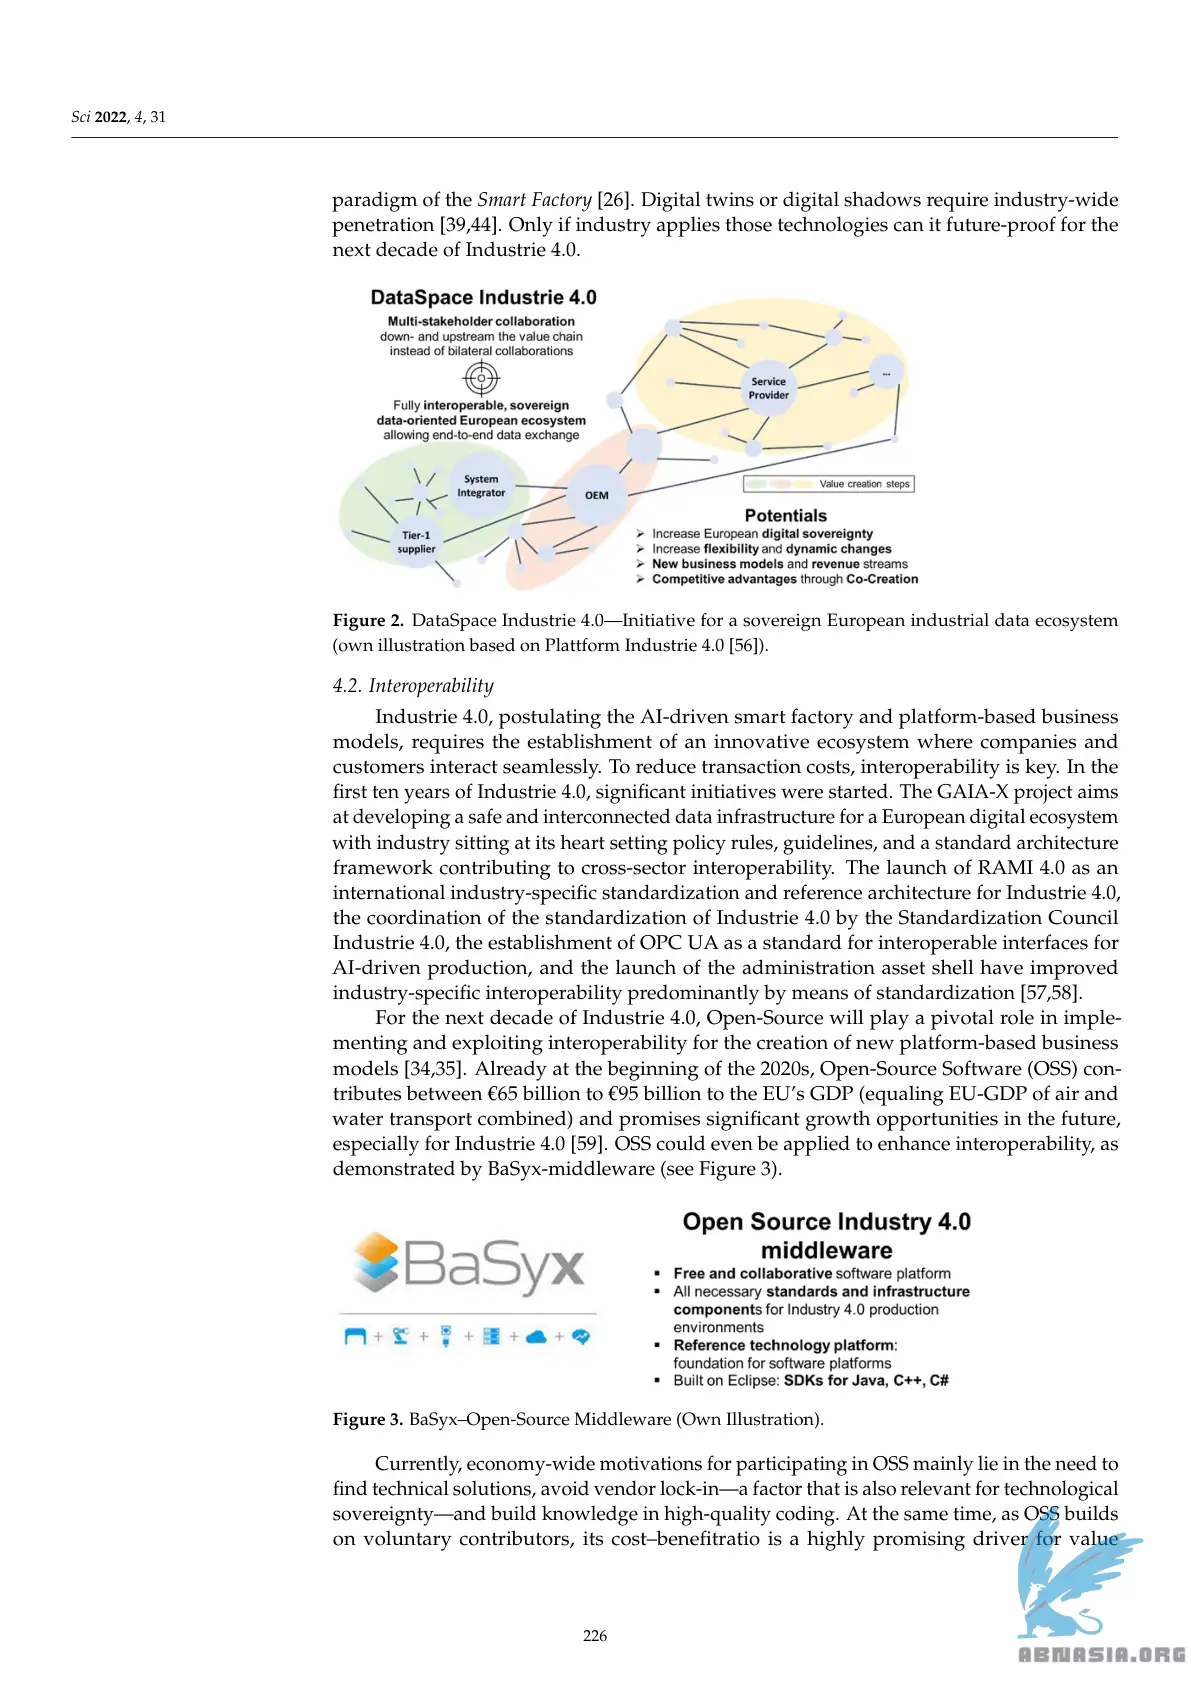 Sci 2022, 4, 31
paradigm of the Smart Factory [26]. Digital twins or digital shadows require industry-wide
penetration [39,44]. Only if industry applies those technologies can it future-proof for the
next decade of Industrie 4.0.
DataSpace Industrie 4.0
Multi-stakeholder collaboration
down- and upstream the value chain
instead of bilateral collaborations
Fully interoperable, sovereign
data-oriented European ecosystem
allowing end-to-end data exchange
Service
Provider
...
System
Integrator
OEM
Tier-1
supplier
Value creation steps
Potentials
➢ Increase European digital sovereignty
➢ Increase flexibility and dynamic changes
➢ New business models and revenue streams
➢ Competitive advantages through Co-Creation
Figure 2. DataSpace Industrie 4.0—Initiative for a sovereign European industrial data ecosystem
(own illustration based on Plattform Industrie 4.0 [56]).
4.2. Interoperability
Industrie 4.0, postulating the AI-driven smart factory and platform-based business
models, requires the establishment of an innovative ecosystem where companies and
customers interact seamlessly. To reduce transaction costs, interoperability is key. In the
first ten years of Industrie 4.0, significant initiatives were started. The GAIA-X project aims
at developing a safe and interconnected data infrastructure for a European digital ecosystem
with industry sitting at its heart setting policy rules, guidelines, and a standard architecture
framework contributing to cross-sector interoperability. The launch of RAMI 4.0 as an
international industry-specific standardization and reference architecture for Industrie 4.0,
the coordination of the standardization of Industrie 4.0 by the Standardization Council
Industrie 4.0, the establishment of OPC UA as a standard for interoperable interfaces for
AI-driven production, and the launch of the administration asset shell have improved
industry-specific interoperability predominantly by means of standardization [57,58].
For the next decade of Industrie 4.0, Open-Source will play a pivotal role in imple-
menting and exploiting interoperability for the creation of new platform-based business
models [34,35]. Already at the beginning of the 2020s, Open-Source Software (OSS) con-
tributes between €65 billion to €95 billion to the EU's GDP (equaling EU-GDP of air and
water transport combined) and promises significant growth opportunities in the future,
especially for Industrie 4.0 [59]. OSS could even be applied to enhance interoperability, as
demonstrated by BaSyx-middleware (see Figure 3).
BaSyx
+ + + + +
Open Source Industry 4.0
middleware
▪ Free and collaborative software platform
▪ All necessary standards and infrastructure
components for Industry 4.0 production
environments
▪ Reference technology platform:
foundation for software platforms
▪ Built on Eclipse: SDKs for Java, C++, C#
Figure 3. BaSyx–Open-Source Middleware (Own Illustration).
Currently, economy-wide motivations for participating in OSS mainly lie in the need to
find technical solutions, avoid vendor lock-in—a factor that is also relevant for technological
sovereignty—and build knowledge in high-quality coding. At the same time, as OSS builds
on voluntary contributors, its cost–benefitratio is a highly promising driver for value
226
ABNASIA.ORG